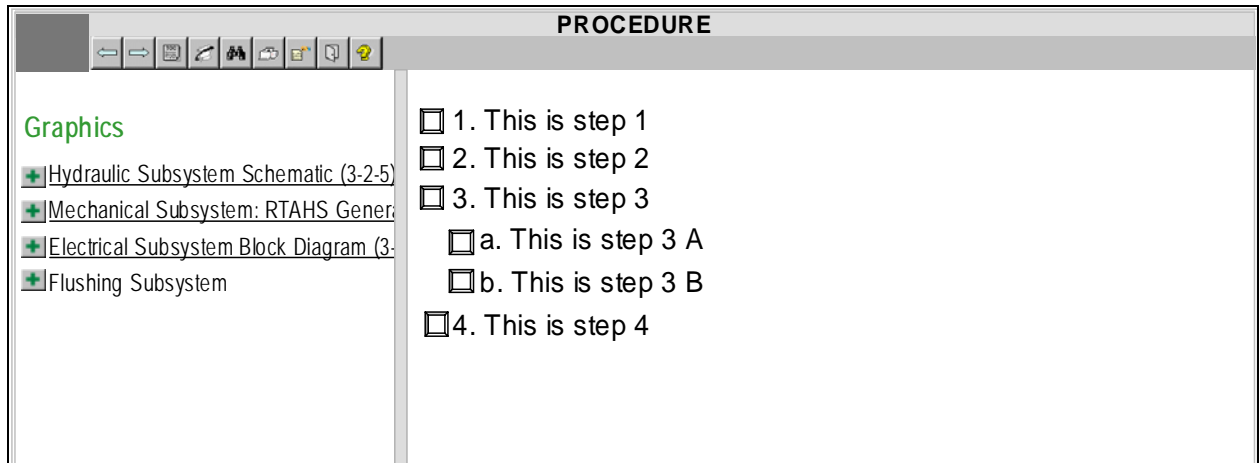 PROCEDURE
Graphics
Hydraulic Subsystem Schematic (3-2-5)
Mechanical Subsystem: RTAHS Genera
Electrical Subsystem Block Diagram (3-
Flushing Subsystem
1. This is step 1
2. This is step 2
3. This is step 3
a. This is step 3 A
b. This is step 3 B
4. This is step 4